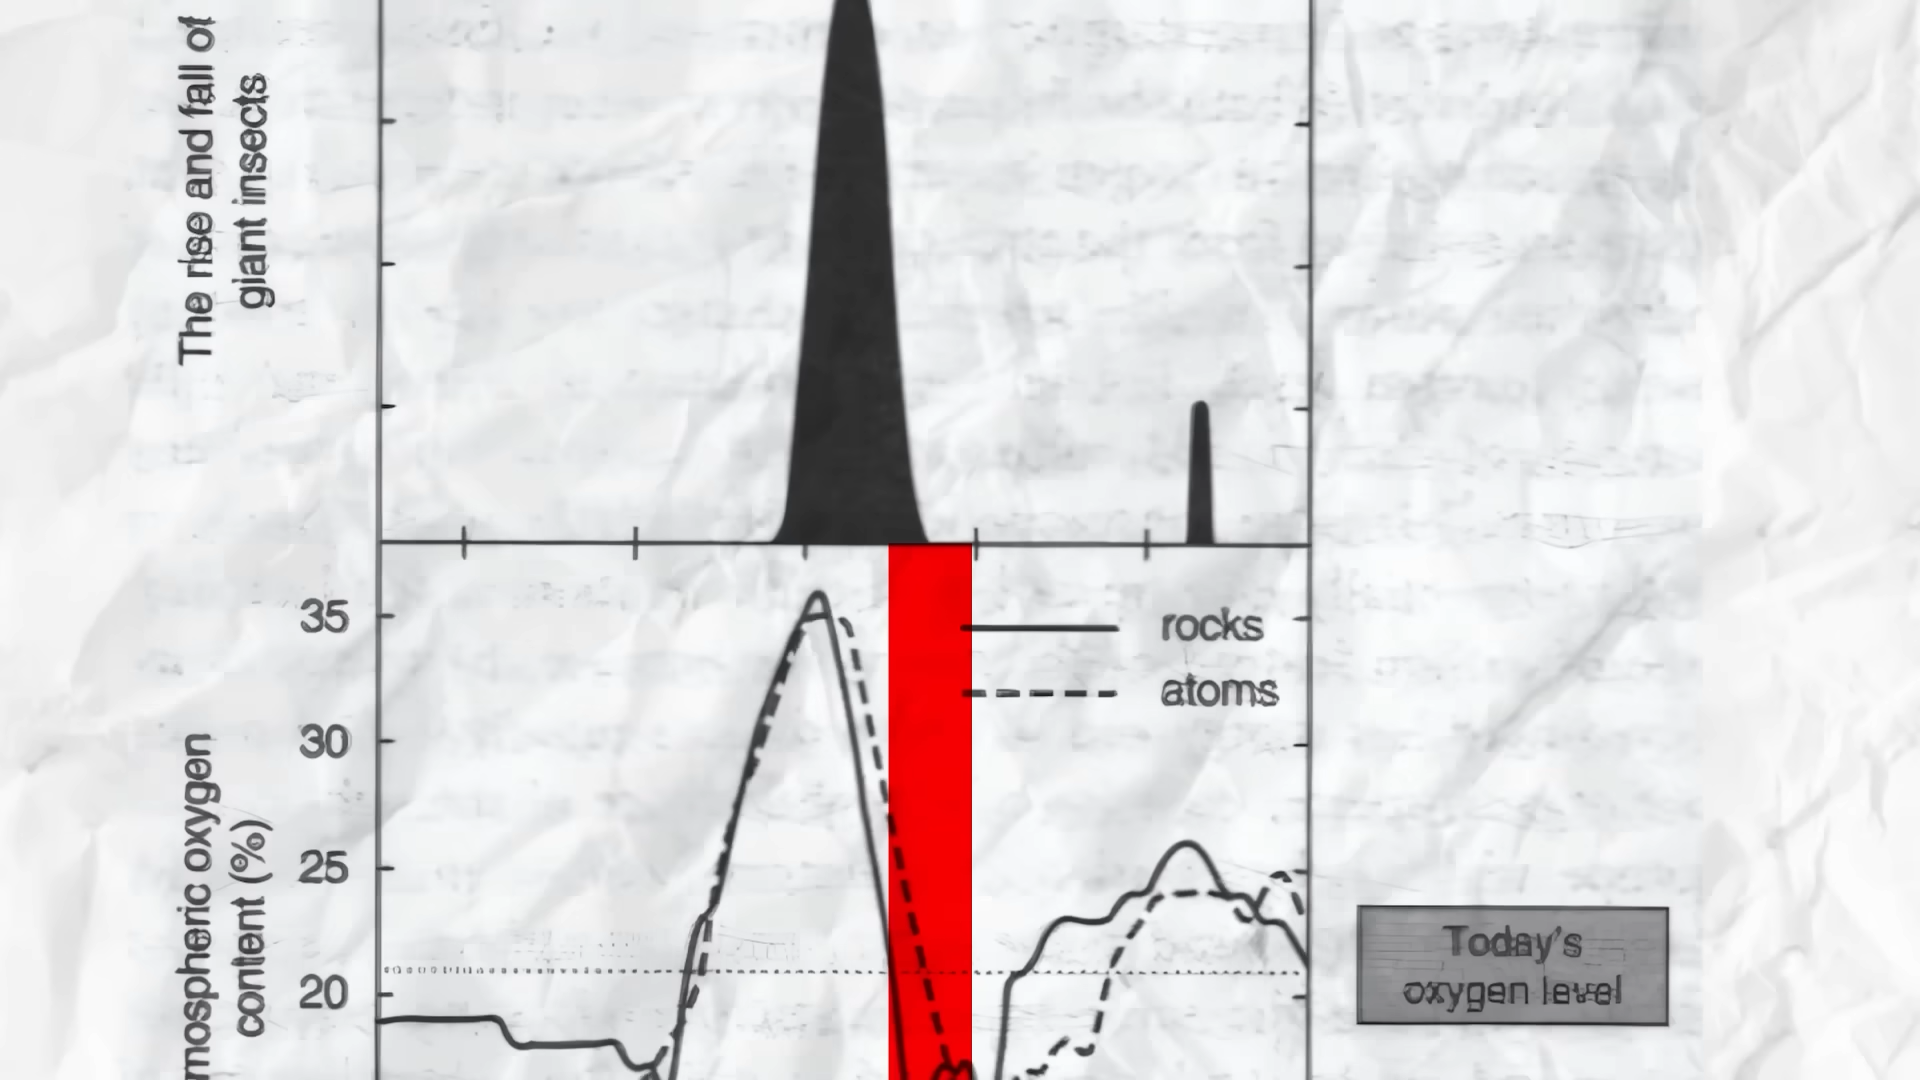 The rise and fall of
giant insects
35
30
25
20
mospheric oxygen
content (%)
rocks
atoms
Today's
oxygen level